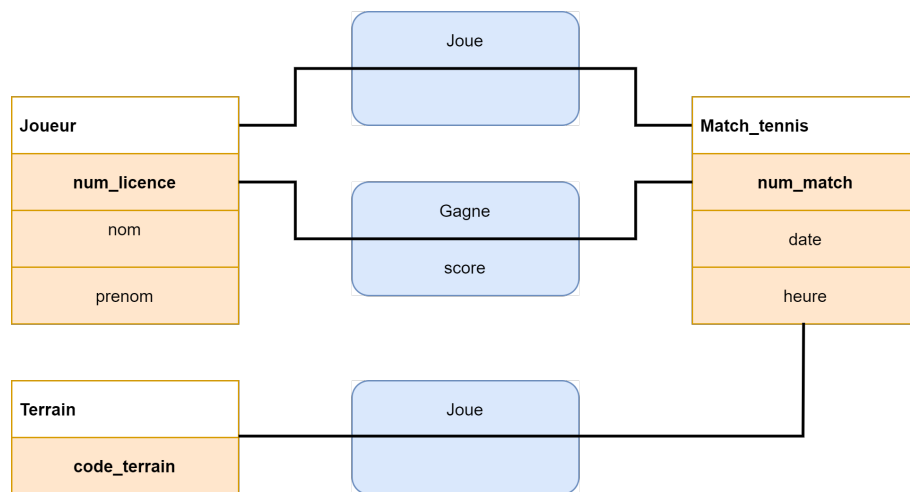 Joue
Joueur
num_licence
nom
prenom
Gagne
score
Match_tennis
num_match
date
heure
Terrain
code_terrain
Joue